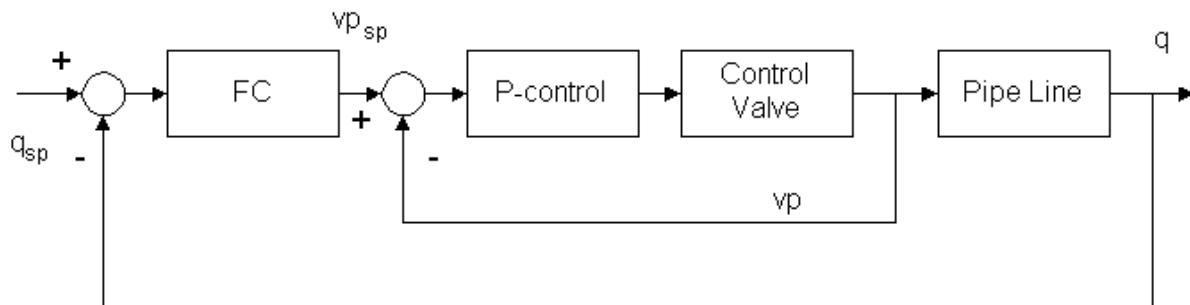 vp_sp
q
+
FC
P-control
Control
Valve
Pipe Line
+
q_sp
-
-
vp